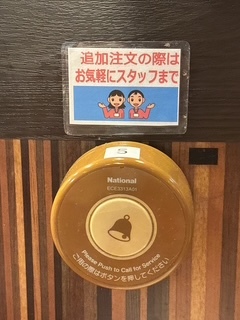 追加注文の際は
お気軽にスタッフまで
5
National
Please Push to Call for Service
ご用の際はボタンを押してください